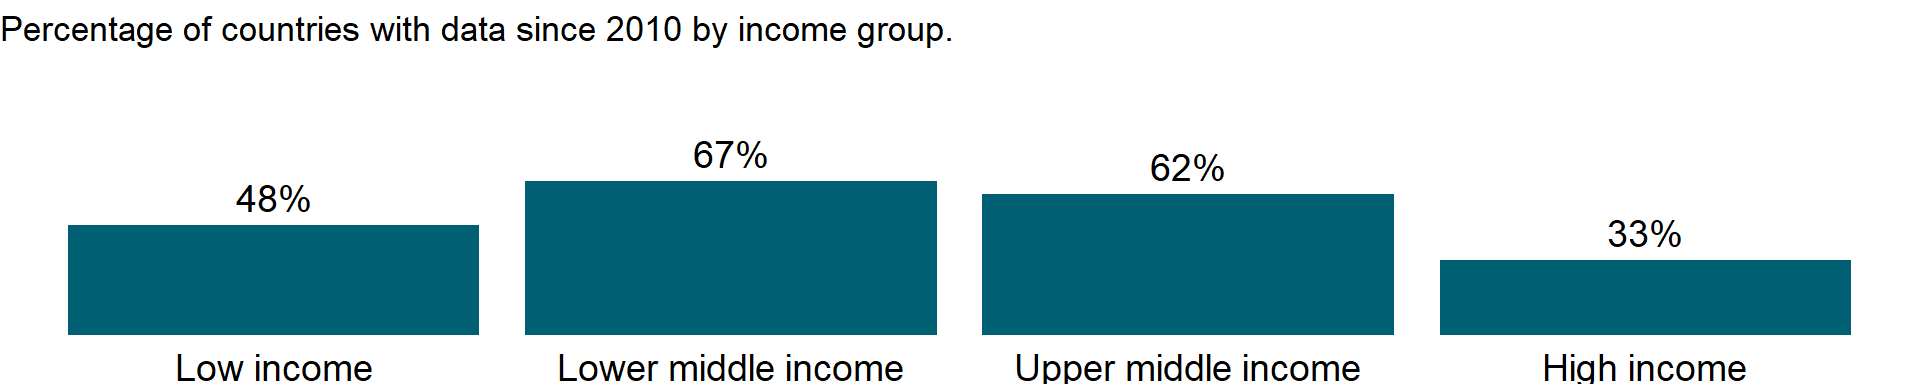 Percentage of countries with data since 2010 by income group.
67%
62%
48%
33%
Low income
Lower middle income
Upper middle income
High income